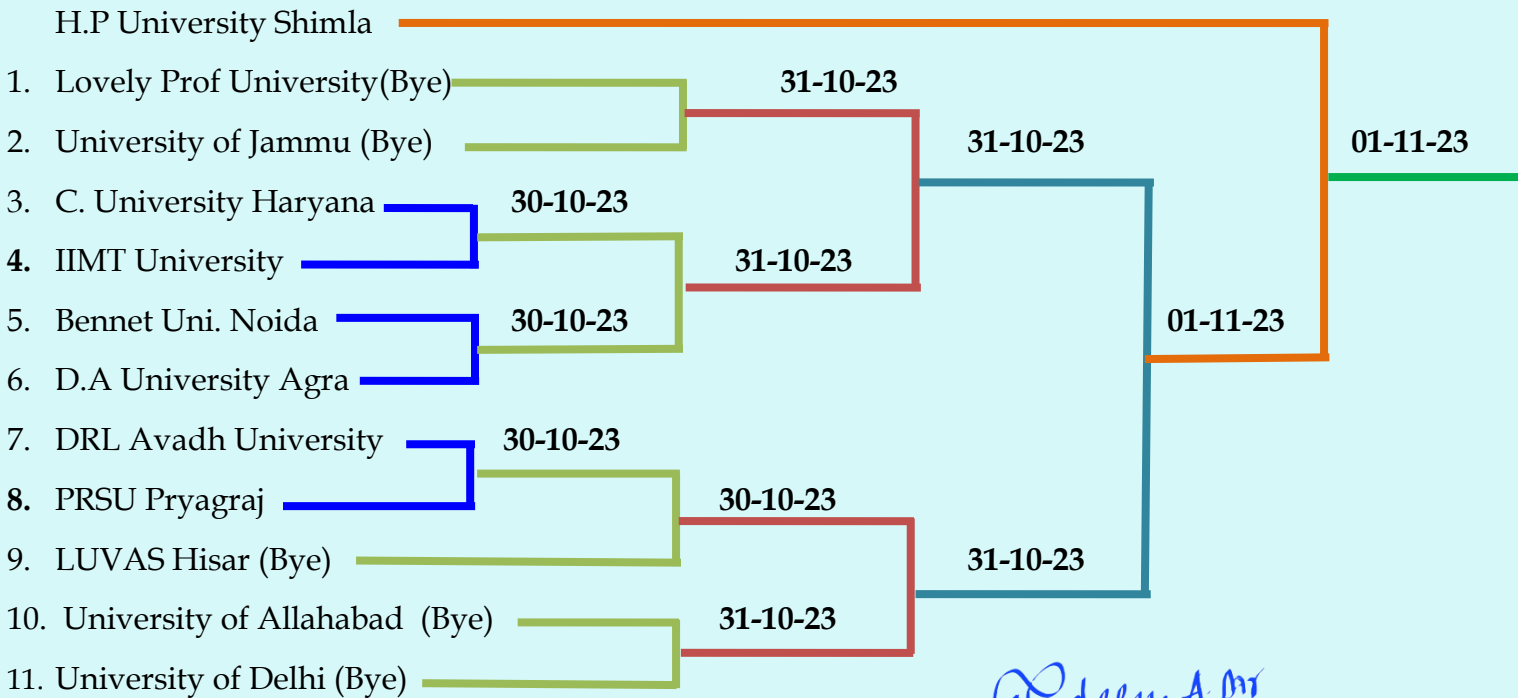 H.P University Shimla
1. Lovely Prof University(Bye) 31-10-23
2. University of Jammu (Bye) 31-10-23 01-11-23
3. C. University Haryana 30-10-23
4. IIMT University 31-10-23
5. Bennet Uni. Noida 30-10-23 01-11-23
6. D.A University Agra
7. DRL Avadh University 30-10-23
8. PRSU Pryagraj 30-10-23
9. LUVAS Hisar (Bye) 31-10-23
10. University of Allahabad (Bye) 31-10-23
11. University of Delhi (Bye)